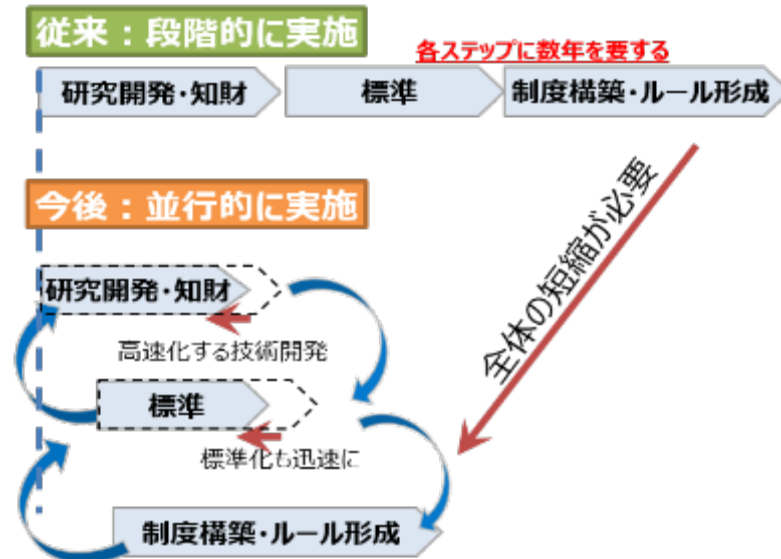 従来：段階的に実施
各ステップに数年を要する
研究開発・知財
標準
制度構築・ルール形成
全体の短縮が必要
今後：並行的に実施
研究開発・知財
高速化する技術開発
標準
標準化も迅速に
制度構築・ルール形成